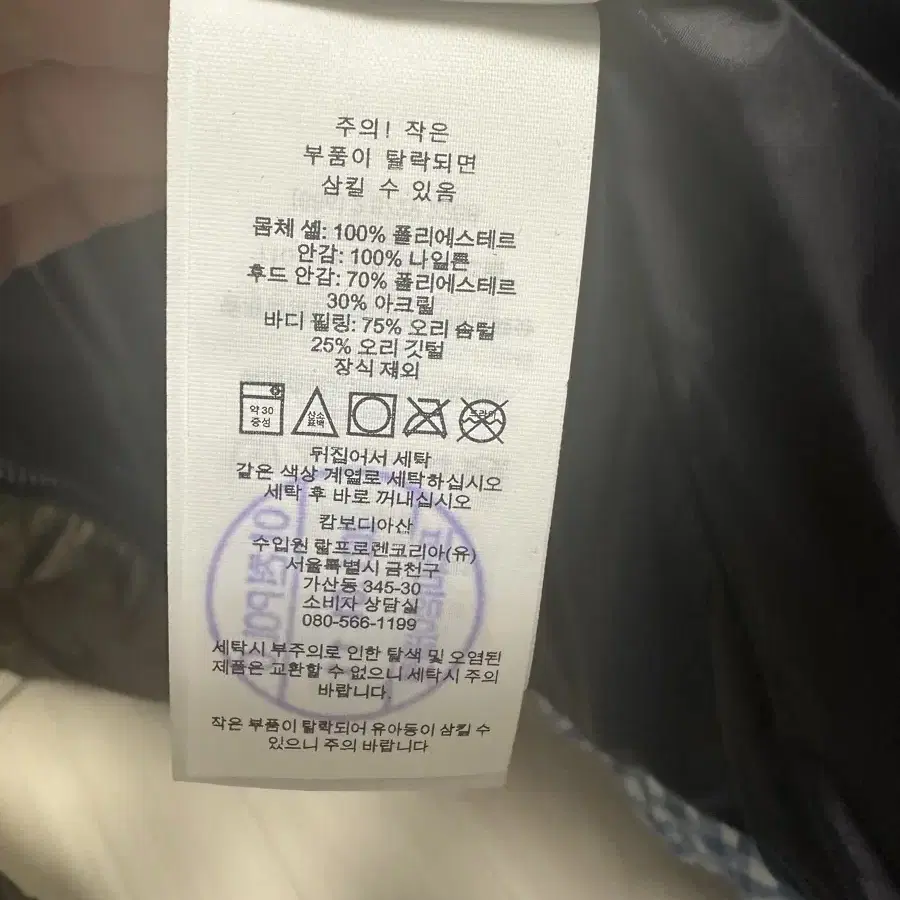 주의! 작은
부품이 탈락되면
삼킬 수 있음
몸체 셸: 100% 폴리에스테르
안감: 100% 나일론
후드 안감: 70% 폴리에스테르
30% 아크릴
바디 필링: 75% 오리 솜털
25% 오리 깃털
장식 제외
약 30
중성
산소
표백
드라이
뒤집어서 세탁
같은 색상 계열로 세탁하십시오
세탁 후 바로 꺼내십시오
캄보디아산
수입원 랄프로렌코리아(유)
서울특별시 금천구
가산동 345-30
소비자 상담실
080-566-1199
세탁시 부주의로 인한 탈색 및 오염된
제품은 교환할 수 없으니 세탁시 주의
바랍니다.
작은 부품이 탈락되어 유아동이 삼킬 수
있으니 주의 바랍니다